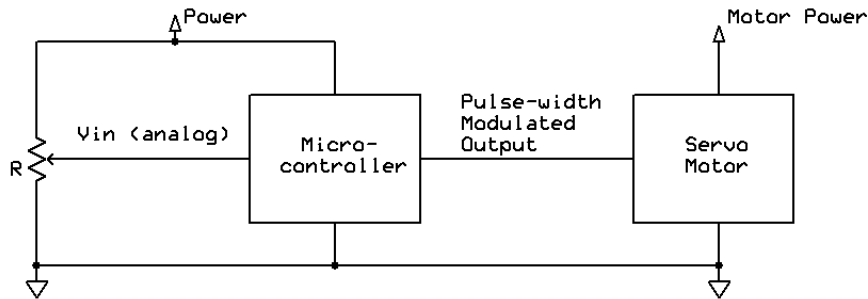 Power
Motor Power
Vin (analog)
R
Micro-
controller
Pulse-width
Modulated
Output
Servo
Motor